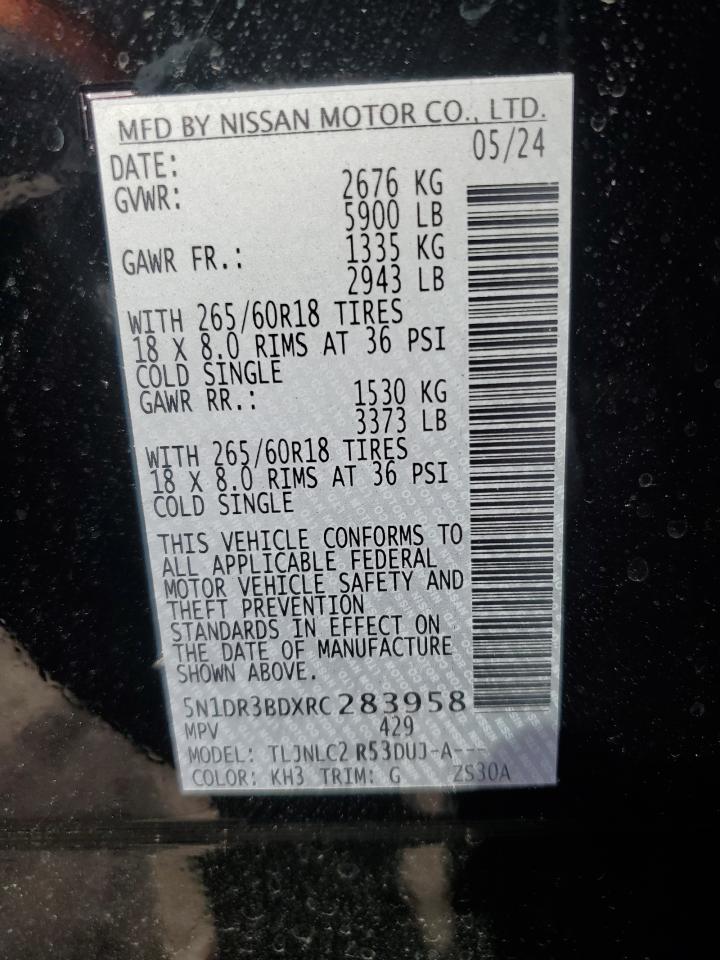 MFD BY NISSAN MOTOR CO., LTD.
DATE: 05/24
GVWR: 2676 KG
5900 LB
GAWR FR.: 1335 KG
2943 LB
WITH 265/60R18 TIRES
18 X 8.0 RIMS AT 36 PSI
COLD SINGLE
GAWR RR.: 1530 KG
3373 LB
WITH 265/60R18 TIRES
18 X 8.0 RIMS AT 36 PSI
COLD SINGLE
THIS VEHICLE CONFORMS TO
ALL APPLICABLE FEDERAL
MOTOR VEHICLE SAFETY AND
THEFT PREVENTION
STANDARDS IN EFFECT ON
THE DATE OF MANUFACTURE
SHOWN ABOVE.
5N1DR3BDXRC283958
MPV 429
MODEL: TLJNLC2 R53DUJ-A---
COLOR: KH3 TRIM: G ZS30A